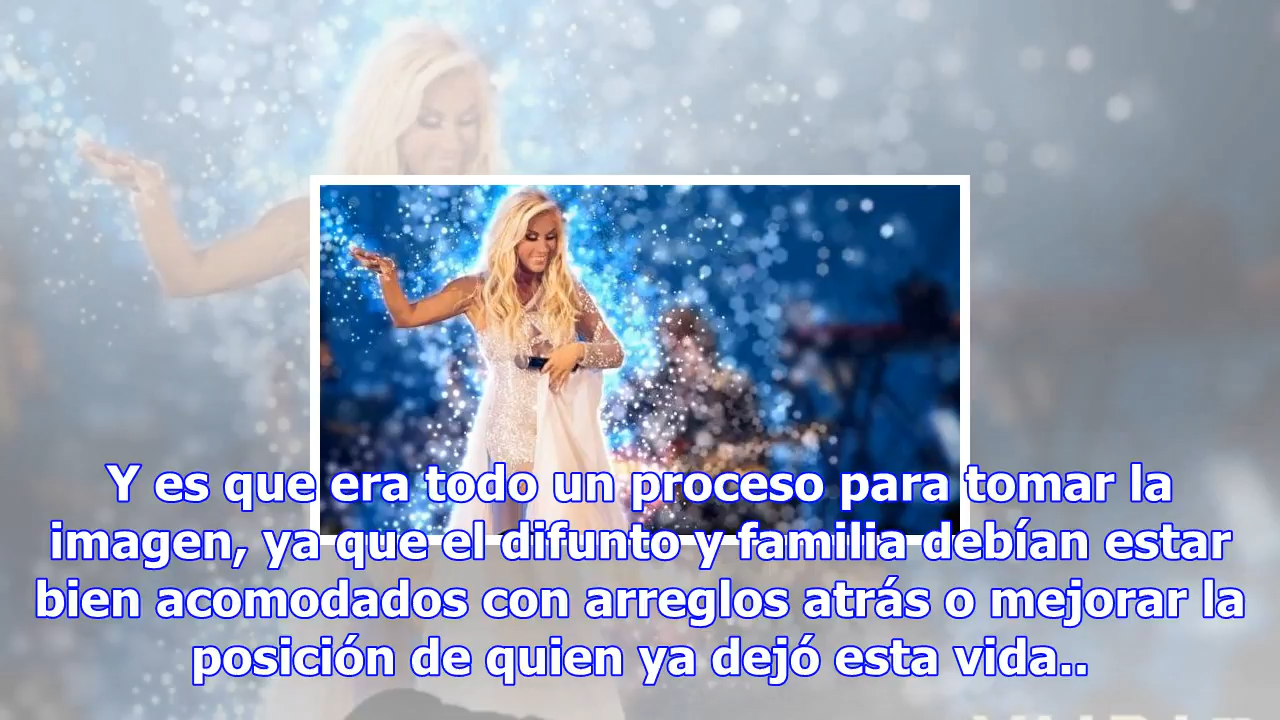 Y es que era todo un proceso para tomar la
imagen, ya que el difunto y familia debían estar
bien acomodados con arreglos atrás o mejorar la
posición de quien ya dejó esta vida..